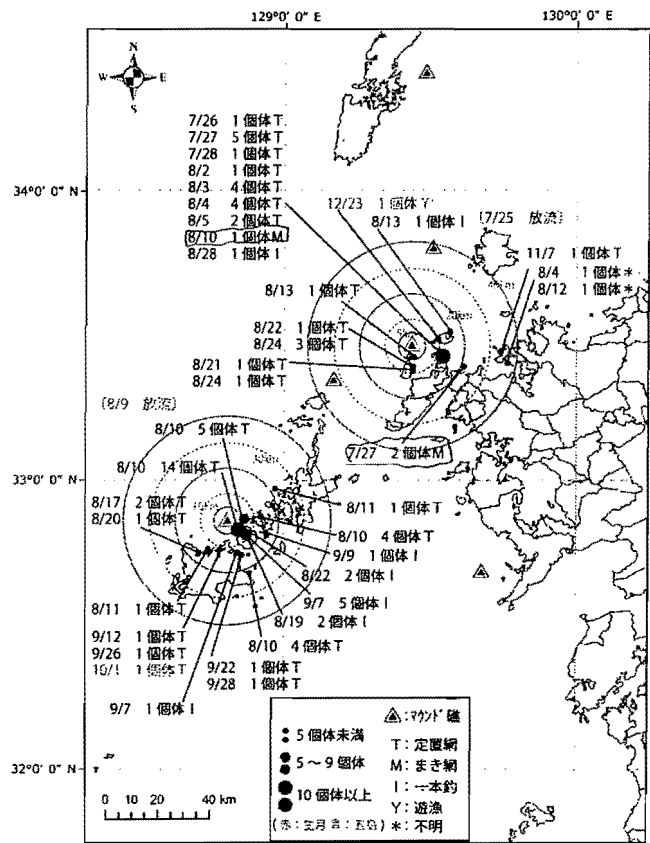 129° 0' 0" E
130° 0' 0" E
N
W
E
S
7/26 1個体T
7/27 5個体T
7/28 1個体T
8/2 1個体T
8/3 4個体T
8/4 4個体T
8/5 2個体T
8/10 1個体M
8/28 1個体I
34° 0' 0" N
12/23 1個体Y
8/13 1個体I
(7/25 放流)
11/7 1個体T
8/4 1個体*
8/12 1個体*
8/13 1個体T
8/22 1個体T
8/24 3個体T
8/21 1個体T
8/24 1個体T
(8/9 放流)
8/10 5個体T
7/27 2個体M
33° 0' 0" N
8/10 14個体T
8/17 2個体T
8/20 1個体T
8/11 1個体T
8/10 4個体T
9/9 1個体I
8/22 2個体I
9/7 5個体I
8/19 2個体I
8/11 1個体T
8/10 4個体T
9/12 1個体T
9/26 1個体T
10/1 1個体T
9/22 1個体T
9/28 1個体T
9/7 1個体I
32° 0' 0" N
0 10 20 40
km
5個体未満
5～9個体
10個体以上
:マウンド礁
T:定置網
M:まき網
I:一本釣
Y:遊漁
*:不明